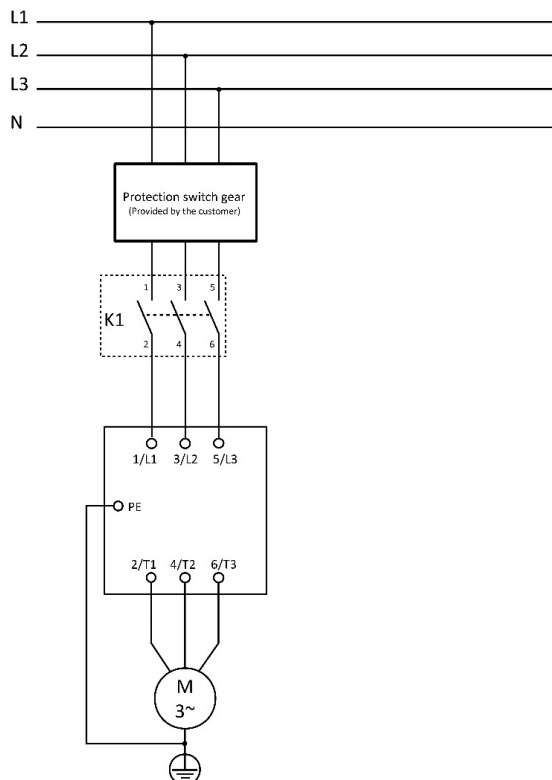 L1
L2
L3
N
Protection switch gear
(Provided by the customer)
1 3 5
K1
2 4 6
1/L1 3/L2 5/L3
PE
2/T1 4/T2 6/T3
M
3~